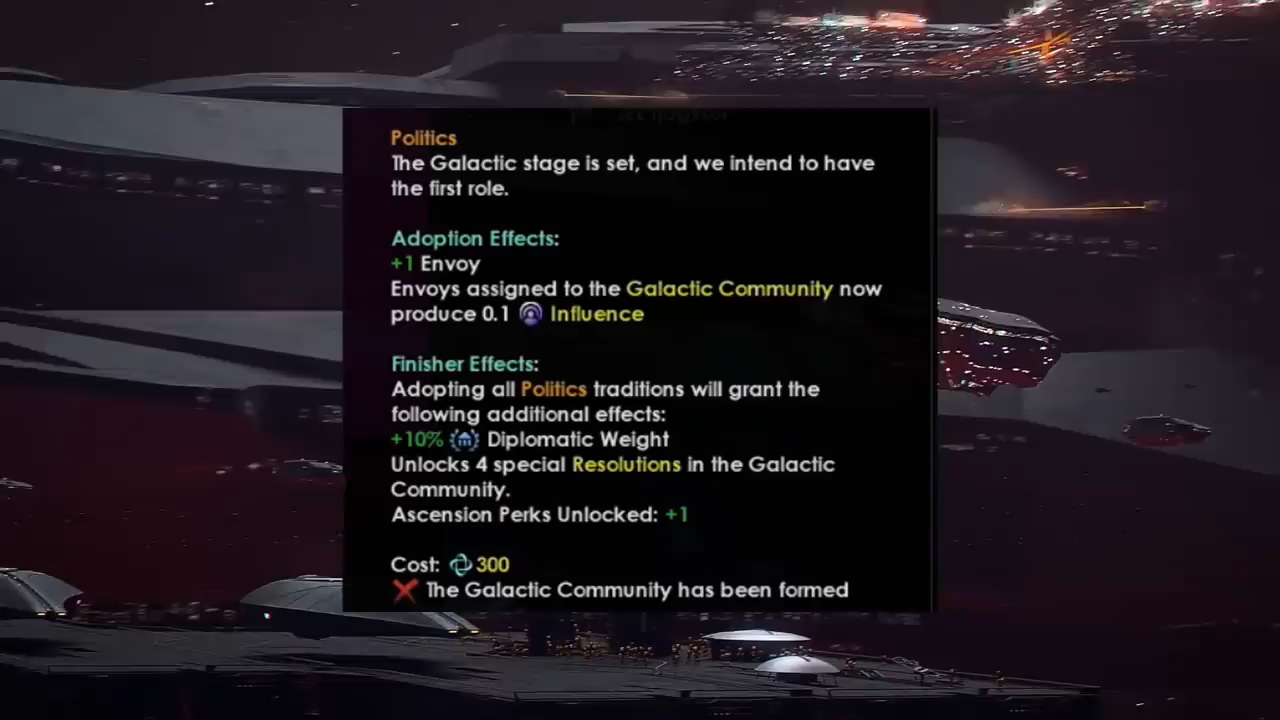 Politics
The Galactic stage is set, and we intend to have
the first role.
Adoption Effects:
+1 Envoy
Envoys assigned to the Galactic Community now
produce 0.1 Influence
Finisher Effects:
Adopting all Politics traditions will grant the
following additional effects:
+10% Diplomatic Weight
Unlocks 4 special Resolutions in the Galactic
Community.
Ascension Perks Unlocked: +1
Cost: 300
The Galactic Community has been formed